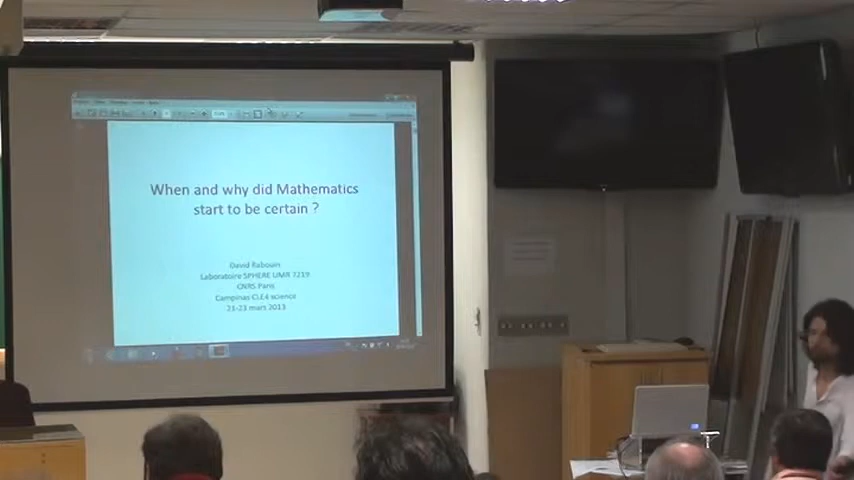 When and why did Mathematics
start to be certain ?
David Rabouin
Laboratoire SPHERE UMR 7219
CNRS Paris
Campinas CLE4 science
21-23 mart 2013